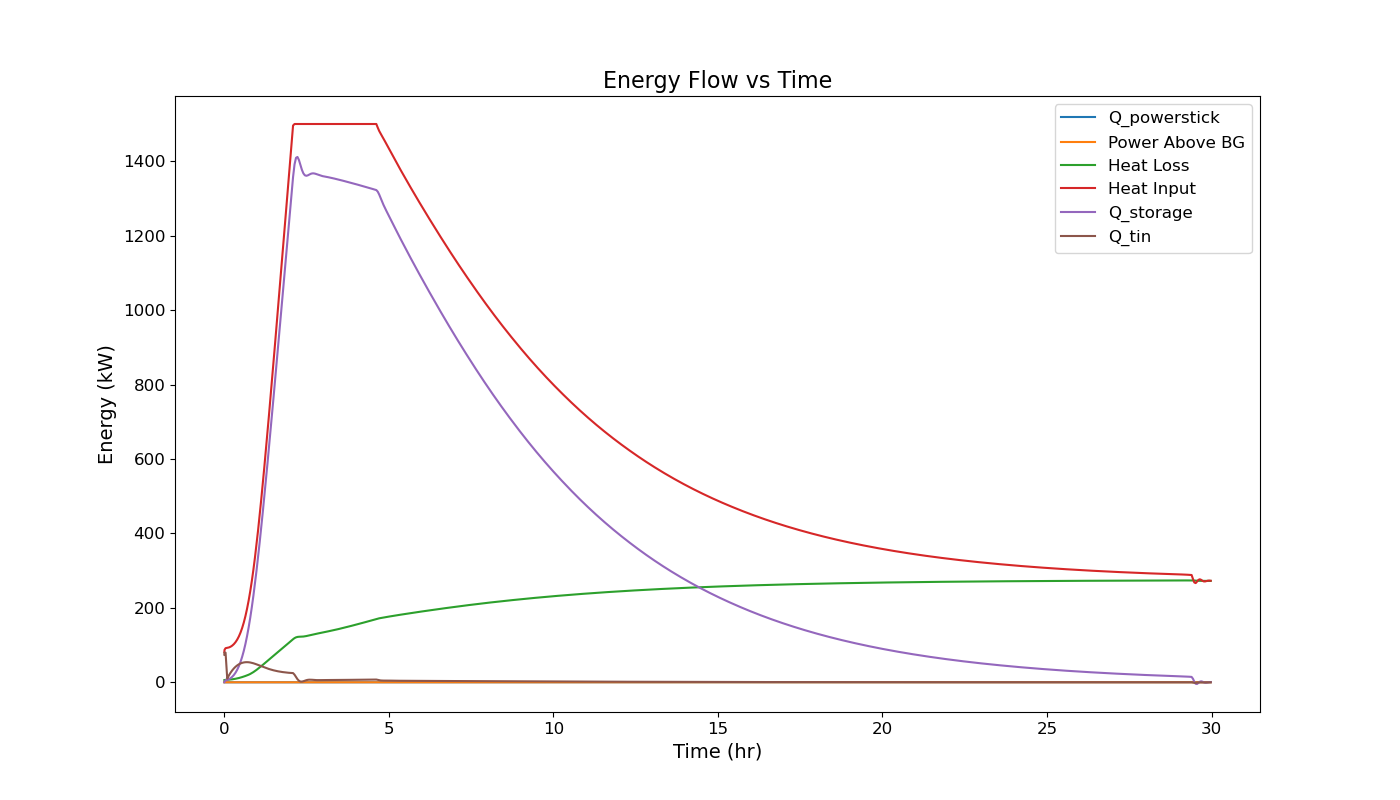 Energy Flow vs Time
Q_powerstick
Power Above BG
Heat Loss
Heat Input
Q_storage
Q_tin
Energy (kW)
1400
1200
1000
800
600
400
200
0
0 5 10 15 20 25 30
Time (hr)